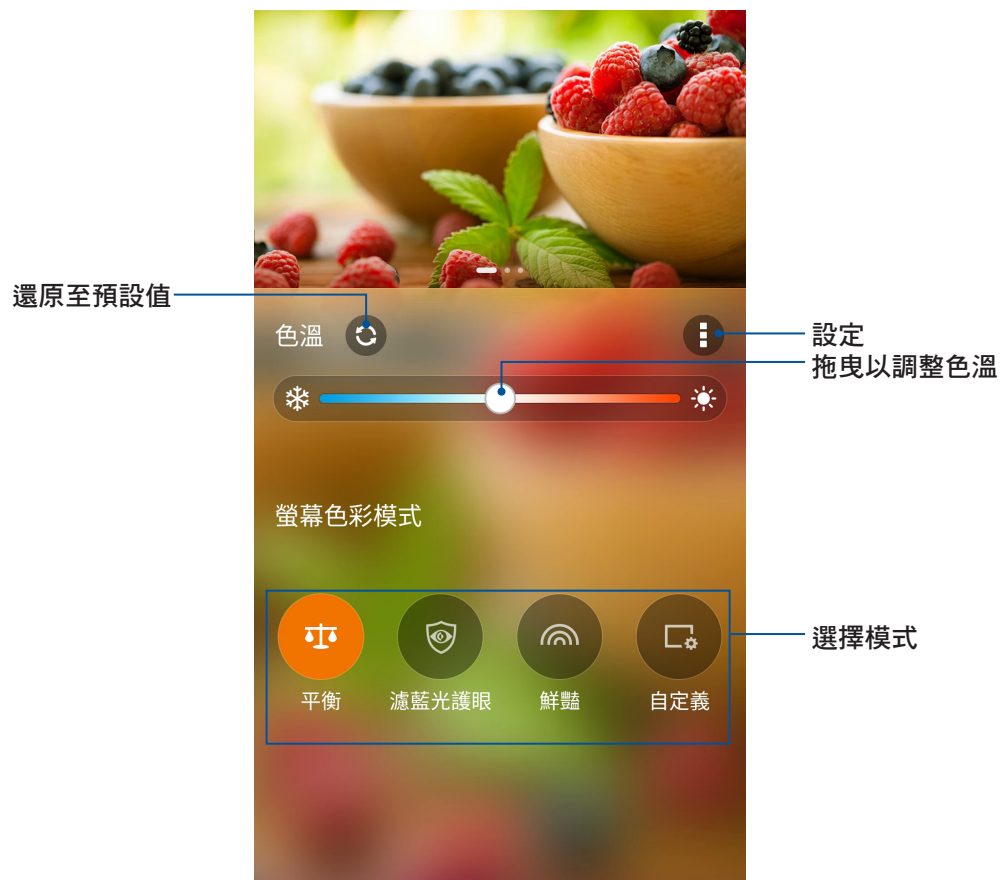 還原至預設值
色溫
設定
拖曳以調整色溫
螢幕色彩模式
選擇模式
平衡
濾藍光護眼
鮮豔
自定義